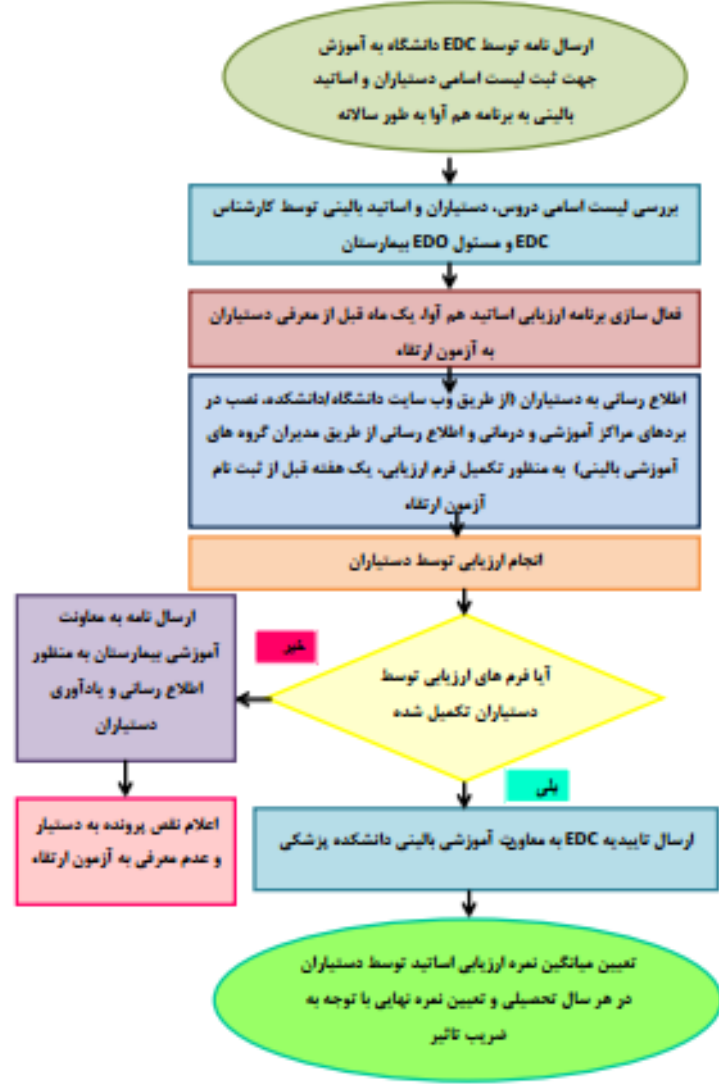 ارسال نامه توسط EDC دانشگاه به آموزش
جهت ثبت لیست اسامی دستیاران و اساتید
بالینی به برنامه هم آوا به طور سالانه
بررسی لیست اسامی دروس، دستیاران و اساتید بالینی توسط کارشناس
EDC و مسئول EDO بیمارستان
فعال سازی برنامه ارزیابی اساتید هم آوا، یک ماه قبل از معرفی دستیاران
به آزمون ارتقاء
اطلاع رسانی به دستیاران (از طریق وب سایت دانشگاه/دانشکده، نصب در
بردهای مراکز آموزشی و درمانی و اطلاع رسانی از طریق مدیران گروه های
آموزشی بالینی) به منظور تکمیل فرم ارزیابی، یک هفته قبل از ثبت نام
آزمون ارتقاء
انجام ارزیابی توسط دستیاران
آیا فرم های ارزیابی توسط
دستیاران تکمیل شده
خیر
ارسال نامه به معاونت
آموزشی بیمارستان به منظور
اطلاع رسانی و یادآوری
دستیاران
اعلام نقص پرونده به دستیار
و عدم معرفی به آزمون ارتقاء
بلی
ارسال تاییدیه EDC به معاونت آموزشی بالینی دانشکده پزشکی
تعیین میانگین نمره ارزیابی اساتید توسط دستیاران
در هر سال تحصیلی و تعیین نمره نهایی با توجه به
ضریب تاثیر